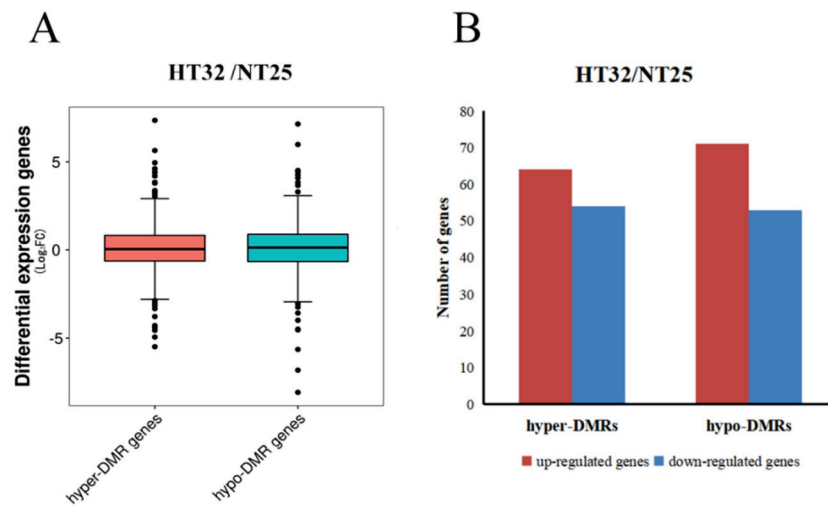 A
HT32 /NT25
Differential expression genes
(Log₂FC)
5
0
-5
hyper-DMR genes
hypo-DMR genes
B
HT32/NT25
Number of genes
80
70
60
50
40
30
20
10
0
hyper-DMRs
hypo-DMRs
up-regulated genes
down-regulated genes